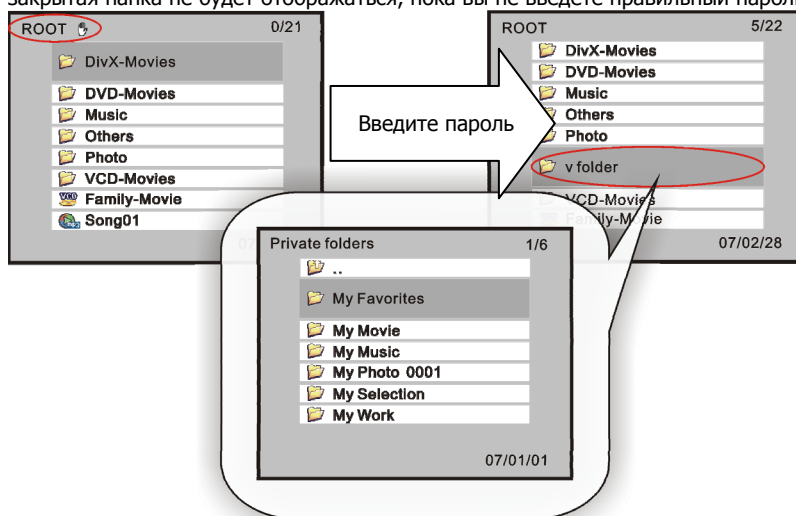 закрытая папка не будет отображаться, пока вы не введете правильный пароль
ROOT 0/21
DivX-Movies
DVD-Movies
Music
Others
Photo
VCD-Movies
Family-Movie
Song01
07
Введите пароль
ROOT 5/22
DivX-Movies
DVD-Movies
Music
Others
Photo
v folder
VCD-Movies
Family-Movie
07/02/28
Private folders 1/6
..
My Favorites
My Movie
My Music
My Photo 0001
My Selection
My Work
07/01/01